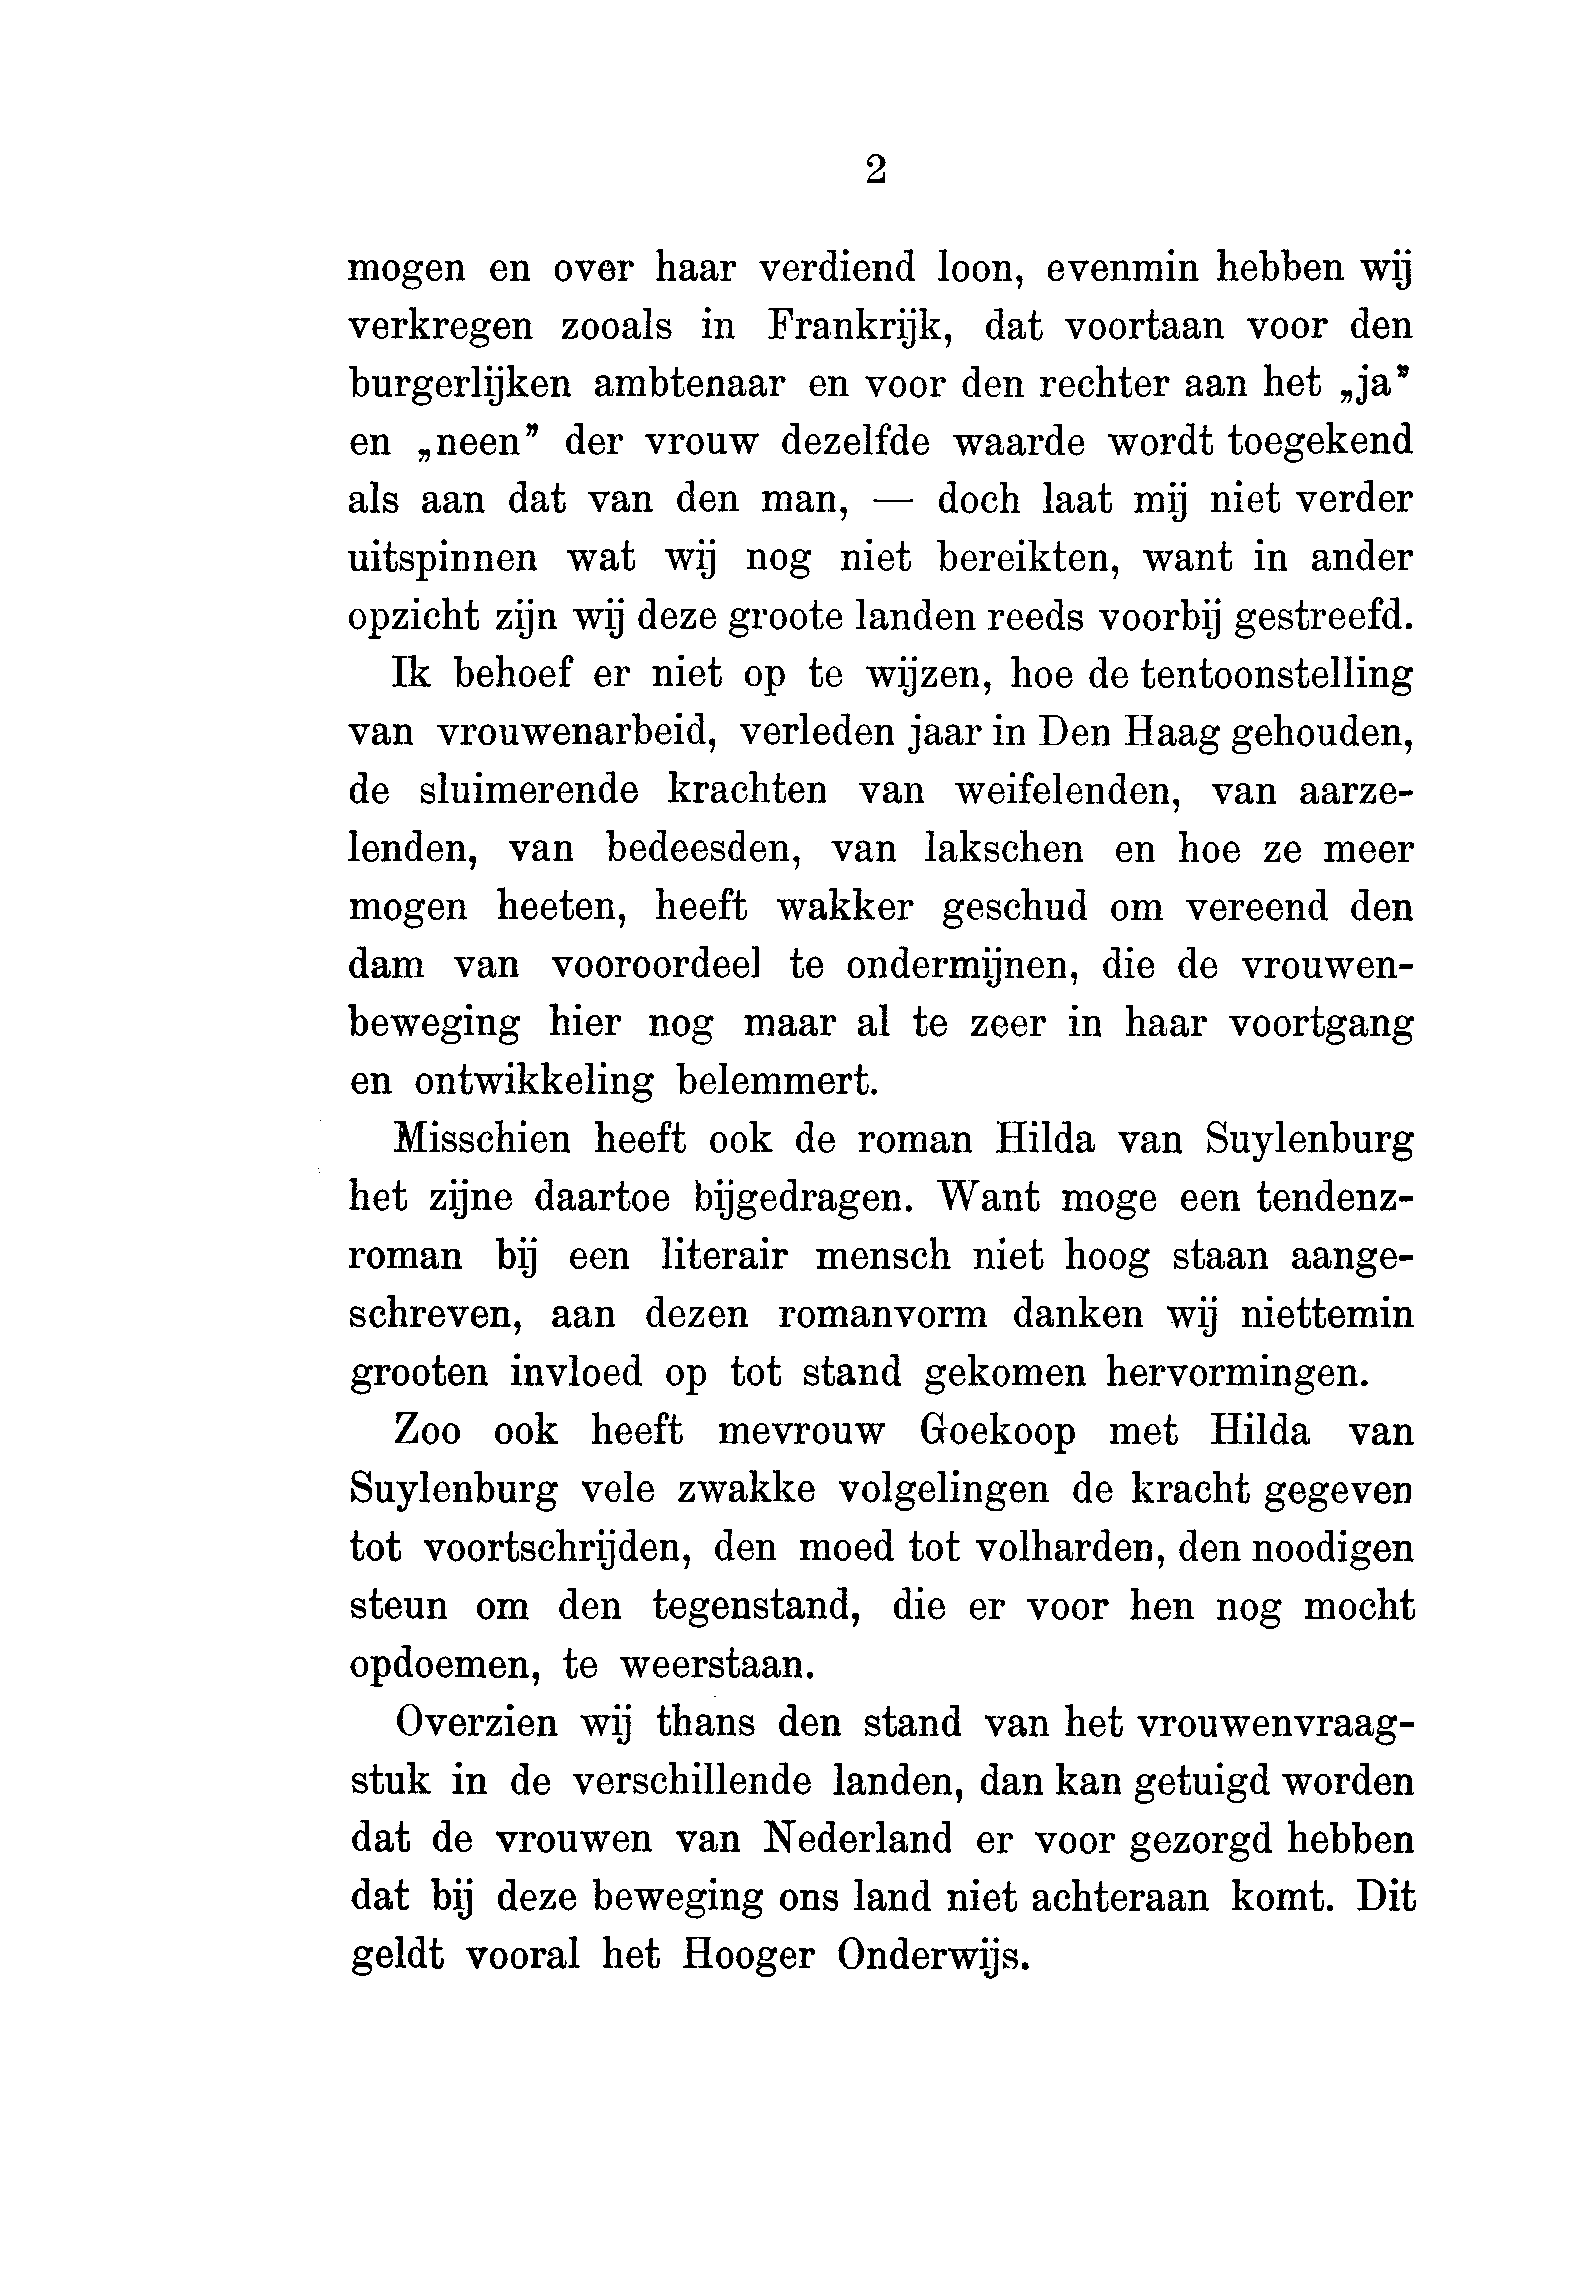 2
mogen en over haar verdiend loon, evenmin hebben wij
verkregen zooals in Frankrijk, dat voortaan voor den
burgerlijken ambtenaar en voor den rechter aan het „ja”
en „neen” der vrouw dezelfde waarde wordt toegekend
als aan dat van den man, — doch laat mij niet verder
uitspinnen wat wij nog niet bereikten, want in ander
opzicht zijn wij deze groote landen reeds voorbij gestreefd.
Ik behoef er niet op te wijzen, hoe de tentoonstelling
van vrouwenarbeid, verleden jaar in Den Haag gehouden,
de sluimerende krachten van weifelenden, van aarze-
lenden, van bedeesden, van lakschen en hoe ze meer
mogen heeten, heeft wakker geschud om vereend den
dam van vooroordeel te ondermijnen, die de vrouwen-
beweging hier nog maar al te zeer in haar voortgang
en ontwikkeling belemmert.
Misschien heeft ook de roman Hilda van Suylenburg
het zijne daartoe bijgedragen. Want moge een tendenz-
roman bij een literair mensch niet hoog staan aange-
schreven, aan dezen romanvorm danken wij niettemin
grooten invloed op tot stand gekomen hervormingen.
Zoo ook heeft mevrouw Goekoop met Hilda van
Suylenburg vele zwakke volgelingen de kracht gegeven
tot voortschrijden, den moed tot volharden, den noodigen
steun om den tegenstand, die er voor hen nog mocht
opdoemen, te weerstaan.
Overzien wij thans den stand van het vrouwenvraag-
stuk in de verschillende landen, dan kan getuigd worden
dat de vrouwen van Nederland er voor gezorgd hebben
dat bij deze beweging ons land niet achteraan komt. Dit
geldt vooral het Hooger Onderwijs.